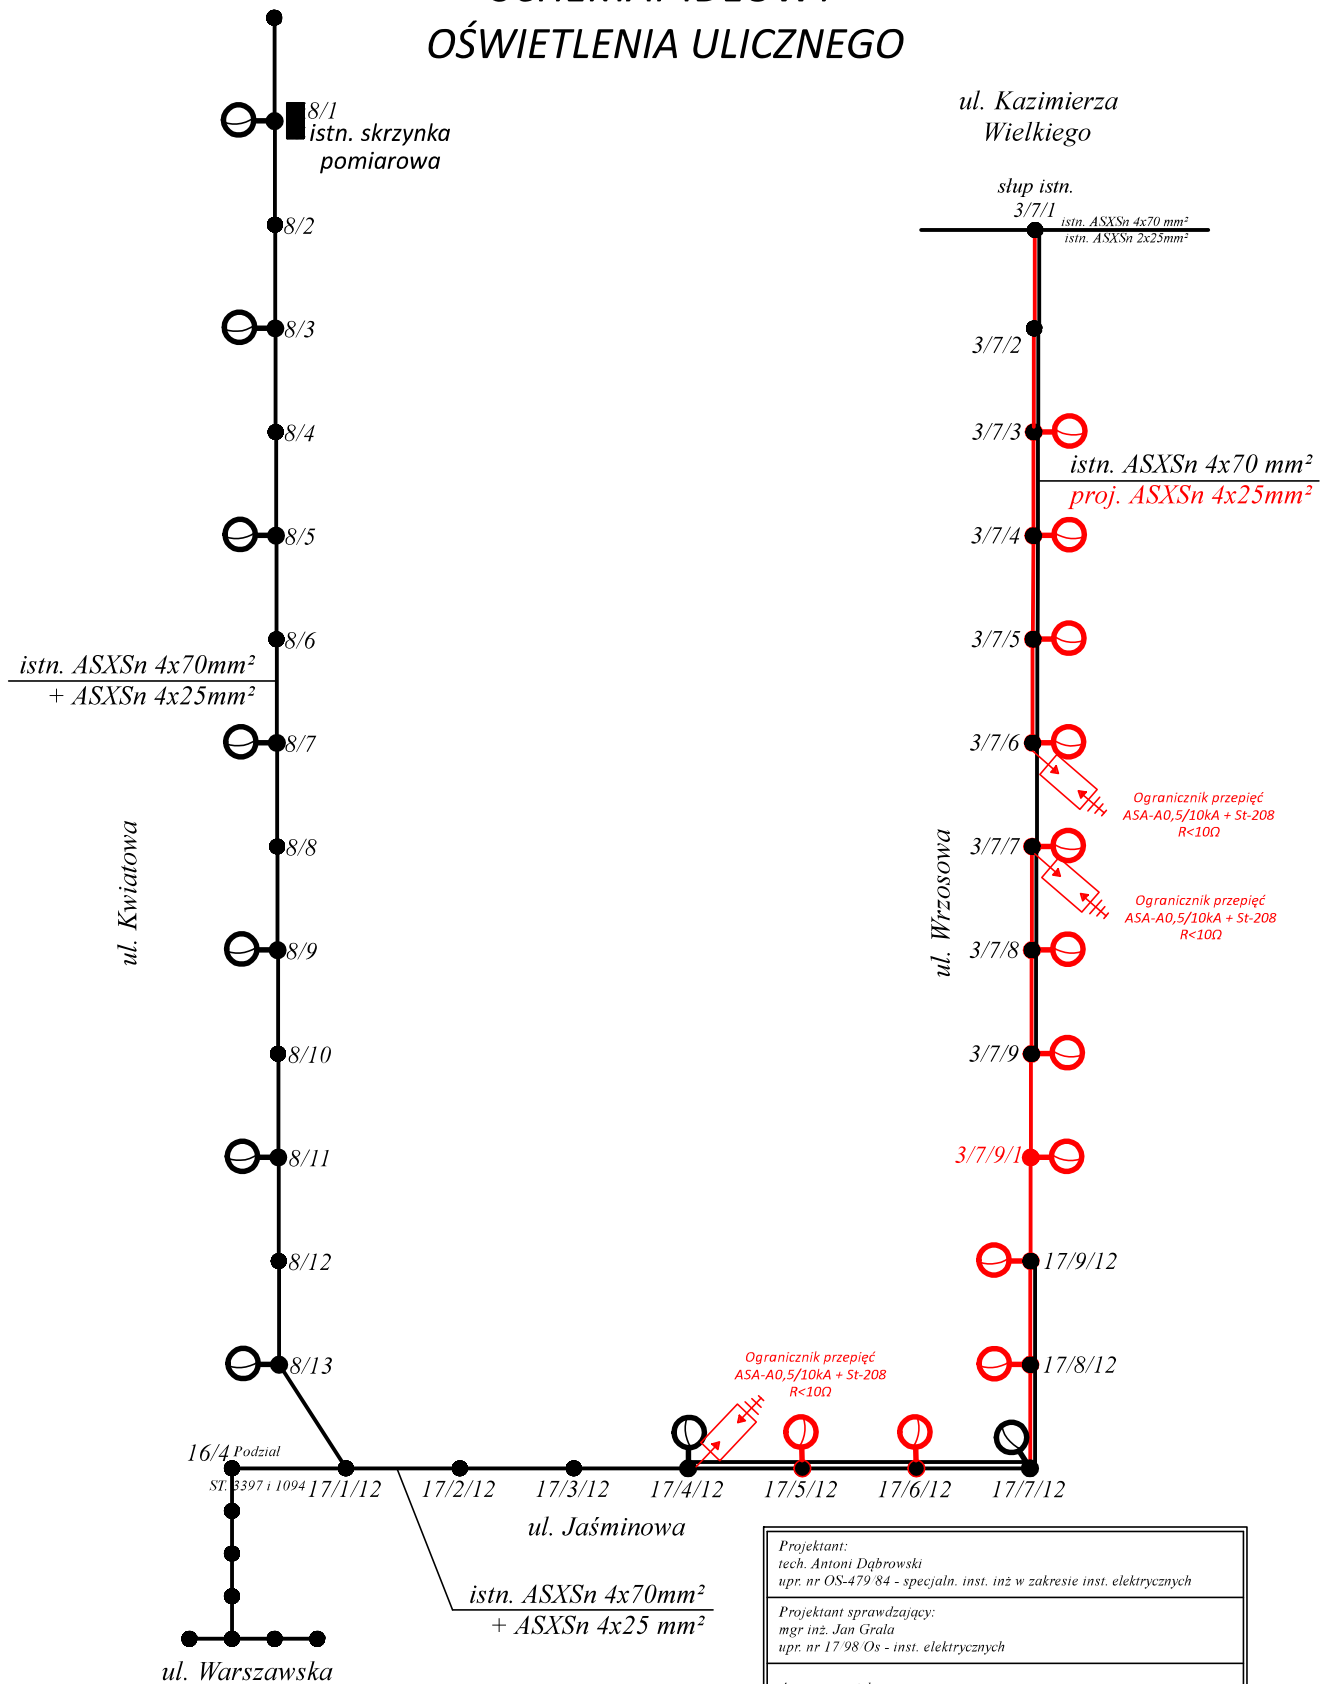 OŚWIETLENIA ULICZNEGO
8/1
istn. skrzynka
pomiarowa
ul. Kazimierza
Wielkiego
słup istn.
3/7/1
istn. ASXSn 4x70 mm²
istn. ASXSn 2x25mm²
8/2
8/3
8/4
8/5
8/6
istn. ASXSn 4x70mm²
+ ASXSn 4x25mm²
8/7
8/8
ul. Kwiatowa
8/9
8/10
8/11
8/12
8/13
3/7/2
3/7/3
istn. ASXSn 4x70 mm²
proj. ASXSn 4x25mm²
3/7/4
3/7/5
3/7/6
Ogranicznik przepięć
ASA-A0,5/10kA + St-208
R<10Ω
3/7/7
Ogranicznik przepięć
ASA-A0,5/10kA + St-208
R<10Ω
ul. Wrzosowa
3/7/8
3/7/9
3/7/9/1
17/9/12
17/8/12
Ogranicznik przepięć
ASA-A0,5/10kA + St-208
R<10Ω
16/4 Podział
ST. 3397 i 1094
17/1/12
17/2/12
17/3/12
17/4/12
17/5/12
17/6/12
17/7/12
ul. Jaśminowa
istn. ASXSn 4x70mm²
+ ASXSn 4x25 mm²
ul. Warszawska
Projektant:
tech. Antoni Dąbrowski
upr. nr OS-479/84 - specjaln. inst. inż w zakresie inst. elektrycznych
Projektant sprawdzający:
mgr inż. Jan Grala
upr. nr 17/98/Os - inst. elektrycznych